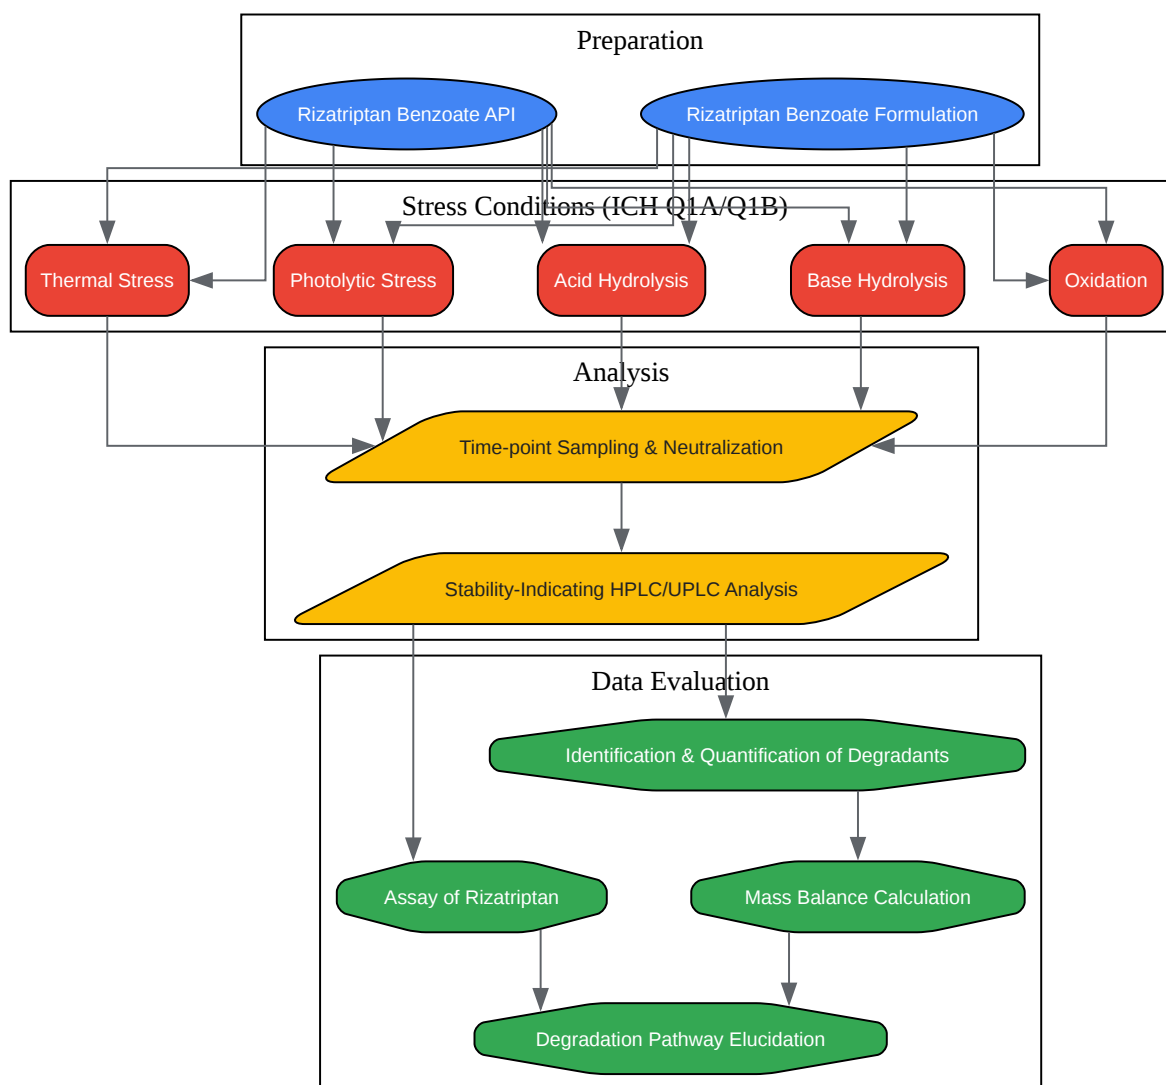 Preparation
Rizatriptan Benzoate API
Rizatriptan Benzoate Formulation
Stress Conditions (ICH Q1A/Q1B)
Thermal Stress
Photolytic Stress
Acid Hydrolysis
Base Hydrolysis
Oxidation
Analysis
Time-point Sampling & Neutralization
Stability-Indicating HPLC/UPLC Analysis
Data Evaluation
Identification & Quantification of Degradants
Assay of Rizatriptan
Mass Balance Calculation
Degradation Pathway Elucidation